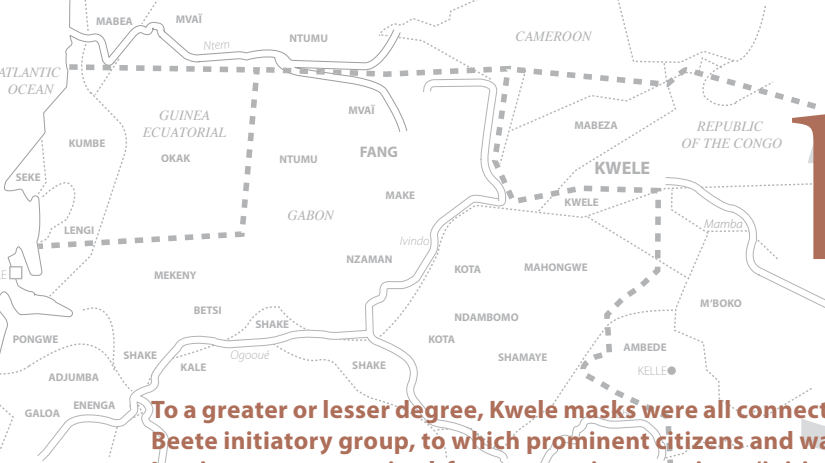 MABEA
MVAÏ
Ntem
NTUMU
CAMEROON
ATLANTIC
OCEAN
GUINEA
ECUATORIAL
MVAÏ
MABEZA
REPUBLIC
OF THE CONGO
KUMBE
OKAK
NTUMU
FANG
KWELE
SEKE
MAKE
KWELE
GABON
LENGI
Ivindo
Mamba
NZAMAN
KOTA
MAHONGWE
MEKENY
M'BOKO
BETSI
NDAMBOMO
SHAKE
PONGWE
KOTA
AMBEDE
SHAKE
Ogooué
SHAMAYE
KALE
SHAKE
KELLE
ADJUMBA
ENENGA
GALOA
To a greater or lesser degree, Kwele masks were all connect
Beete initiatory group, to which prominent citizens and wa